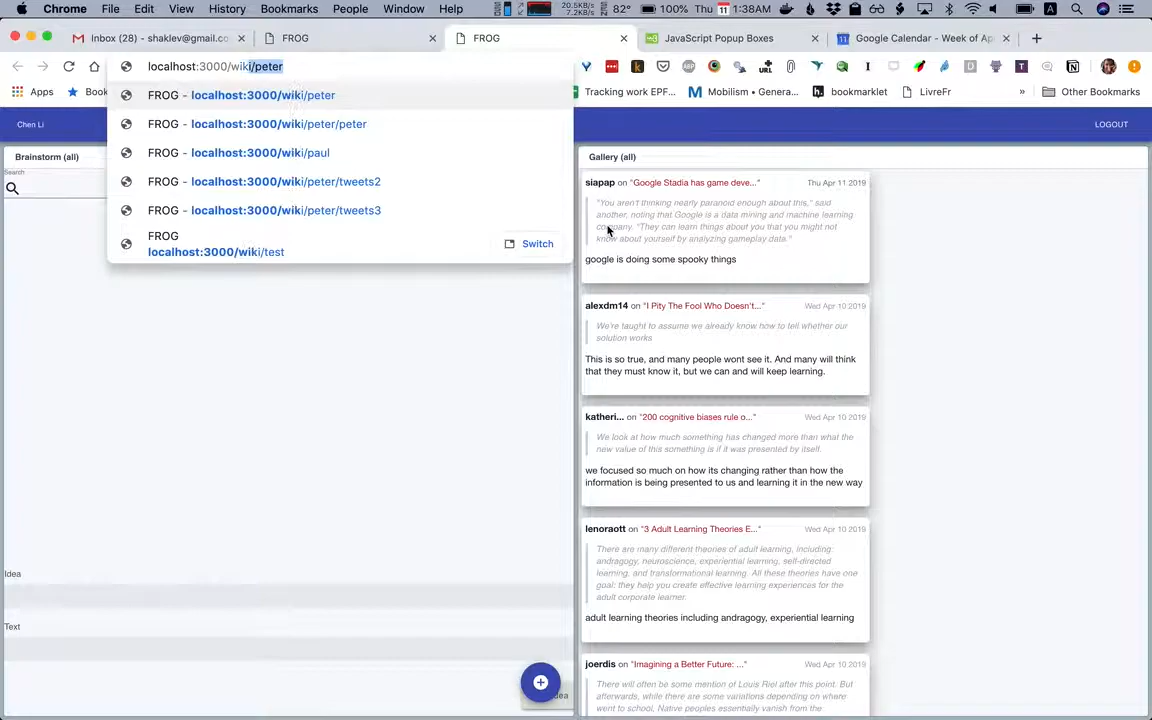 Chrome File Edit View History Bookmarks People Window Help 20.5KB/s 7.2KB/s 82° 100% Thu 11 1:38AM
Inbox (28) - shaklev@gmail.co FROG FROG JavaScript Popup Boxes Google Calendar - Week of Ap
localhost:3000/wiki/peter
Apps Book Tracking work EPF... Mobilism • Genera... bookmarklet LivreFr » Other Bookmarks
FROG - localhost:3000/wiki/peter
FROG - localhost:3000/wiki/peter/peter
FROG - localhost:3000/wiki/paul
FROG - localhost:3000/wiki/peter/tweets2
FROG - localhost:3000/wiki/peter/tweets3
FROG
localhost:3000/wiki/test
Switch
Chen Li
LOGOUT
Brainstorm (all)
Search
Idea
Text
Gallery (all)
siapap on "Google Stadia has game deve..." Thu Apr 11 2019
"You aren't thinking nearly paranoid enough about this," said
another, noting that Google is a data mining and machine learning
company. "They can learn things about you that you might not
know about yourself by analyzing gameplay data."
google is doing some spooky things
alexdm14 on "I Pity The Fool Who Doesn't..." Wed Apr 10 2019
We're taught to assume we already know how to tell whether our
solution works
This is so true, and many people wont see it. And many will think
that they must know it, but we can and will keep learning.
katheri... on "200 cognitive biases rule o..." Wed Apr 10 2019
We look at how much something has changed more than what the
new value of this something is if it was presented by itself.
we focused so much on how its changing rather than how the
information is being presented to us and learning it in the new way
lenoraott on "3 Adult Learning Theories E..." Wed Apr 10 2019
There are many different theories of adult learning, including:
andragogy, neuroscience, experiential learning, self-directed
learning, and transformational learning. All these theories have one
goal: they help you create effective learning experiences for the
adult corporate learner.
adult learning theories including andragogy, experiential learning
joerdis on "Imagining a Better Future: ..." Wed Apr 10 2019
There will often be some mention of Louis Riel after this point. But
afterwards, while there are some variations depending on where
went to school, Native peoples essentially vanish from the